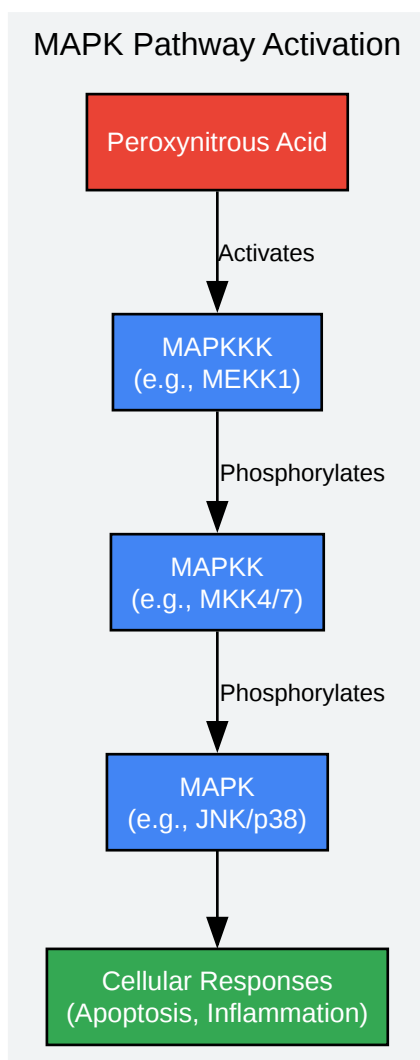 MAPK Pathway Activation
Peroxynitrous Acid
Activates
MAPKKK
(e.g., MEKK1)
Phosphorylates
MAPKK
(e.g., MKK4/7)
Phosphorylates
MAPK
(e.g., JNK/p38)
Cellular Responses
(Apoptosis, Inflammation)